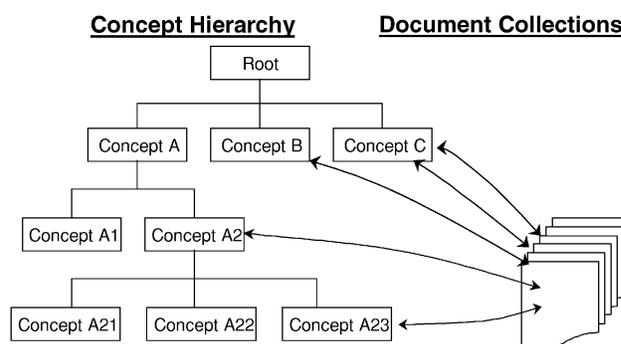 Concept Hierarchy
Document Collections
Root
Concept A
Concept B
Concept C
Concept A1
Concept A2
Concept A21
Concept A22
Concept A23